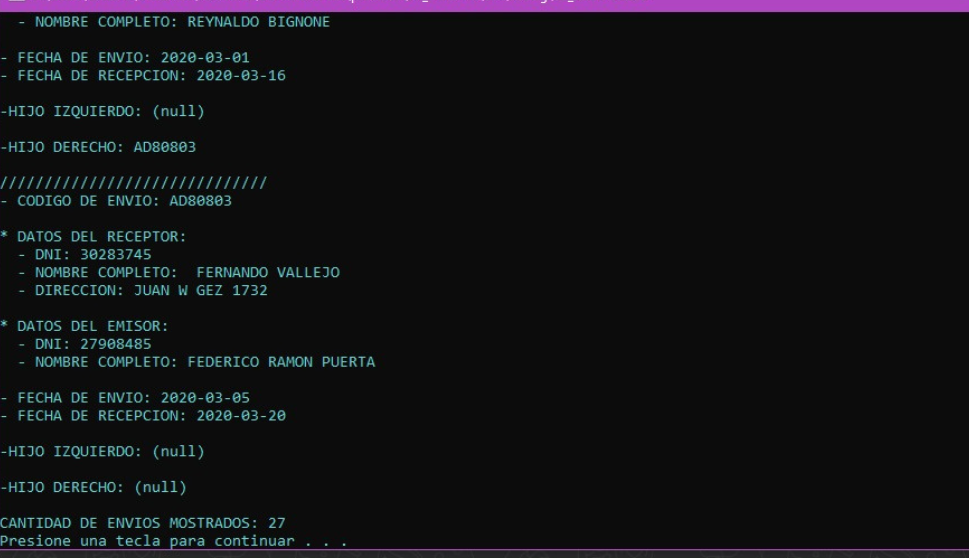 - NOMBRE COMPLETO: REYNALDO BIGNONE
- FECHA DE ENVIO: 2020-03-01
- FECHA DE RECEPCION: 2020-03-16
-HIJO IZQUIERDO: (null)
-HIJO DERECHO: AD80803
//////////////////////////////
- CODIGO DE ENVIO: AD80803
* DATOS DEL RECEPTOR:
- DNI: 30283745
- NOMBRE COMPLETO:  FERNANDO VALLEJO
- DIRECCION: JUAN W GEZ 1732
* DATOS DEL EMISOR:
- DNI: 27908485
- NOMBRE COMPLETO: FEDERICO RAMON PUERTA
- FECHA DE ENVIO: 2020-03-05
- FECHA DE RECEPCION: 2020-03-20
-HIJO IZQUIERDO: (null)
-HIJO DERECHO: (null)
CANTIDAD DE ENVIOS MOSTRADOS: 27
Presione una tecla para continuar . . .